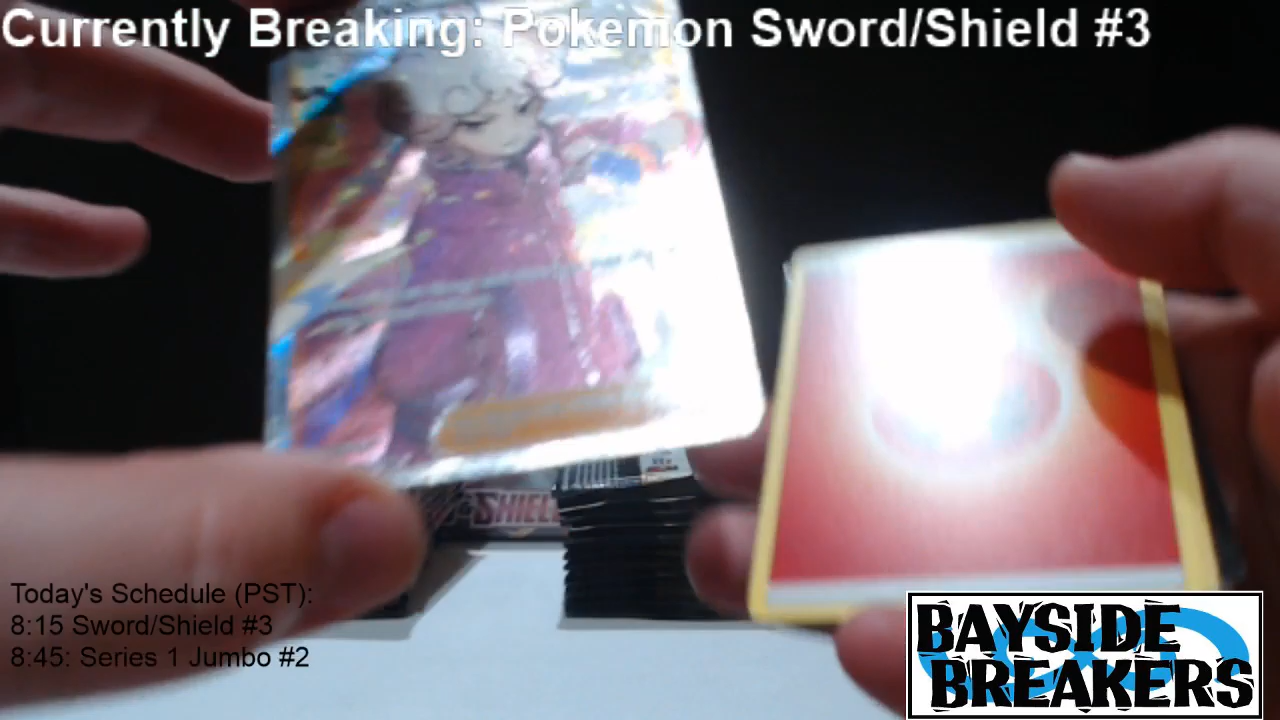 Currently Breaking: Pokemon Sword/Shield #3
SHIEL
Today's Schedule (PST):
8:15 Sword/Shield #3
8:45: Series 1 Jumbo #2
BAYSIDE
BREAKERS